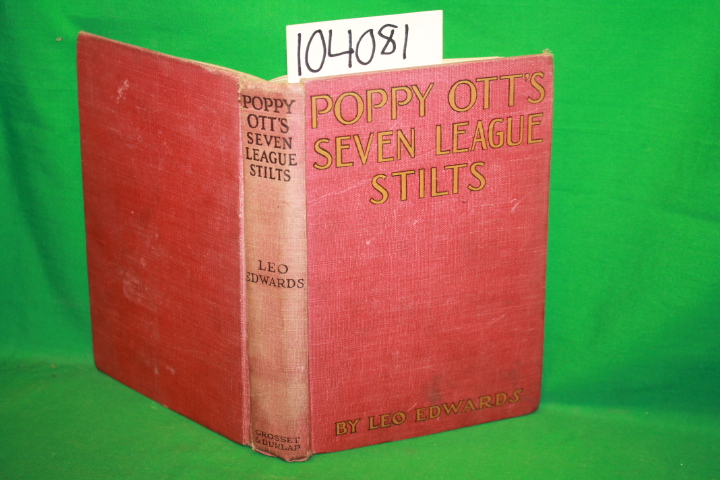 104081
POPPY
OTT'S
SEVEN
LEAGUE
STILTS
LEO
EDWARDS
GROSSET
& DUNLAP
POPPY OTT'S
SEVEN LEAGUE
STILTS
BY LEO EDWARDS